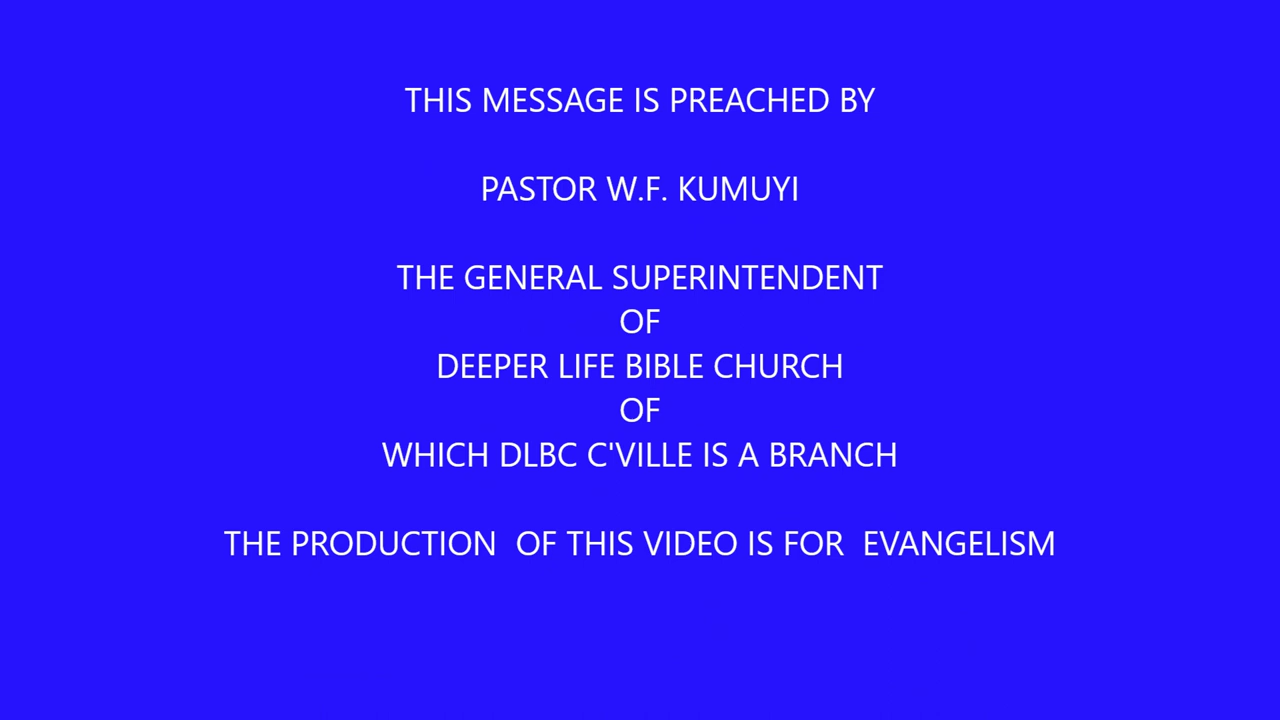 THIS MESSAGE IS PREACHED BY
PASTOR W.F. KUMUYI
THE GENERAL SUPERINTENDENT
OF
DEEPER LIFE BIBLE CHURCH
OF
WHICH DLBC C'VILLE IS A BRANCH
THE PRODUCTION  OF THIS VIDEO IS FOR  EVANGELISM